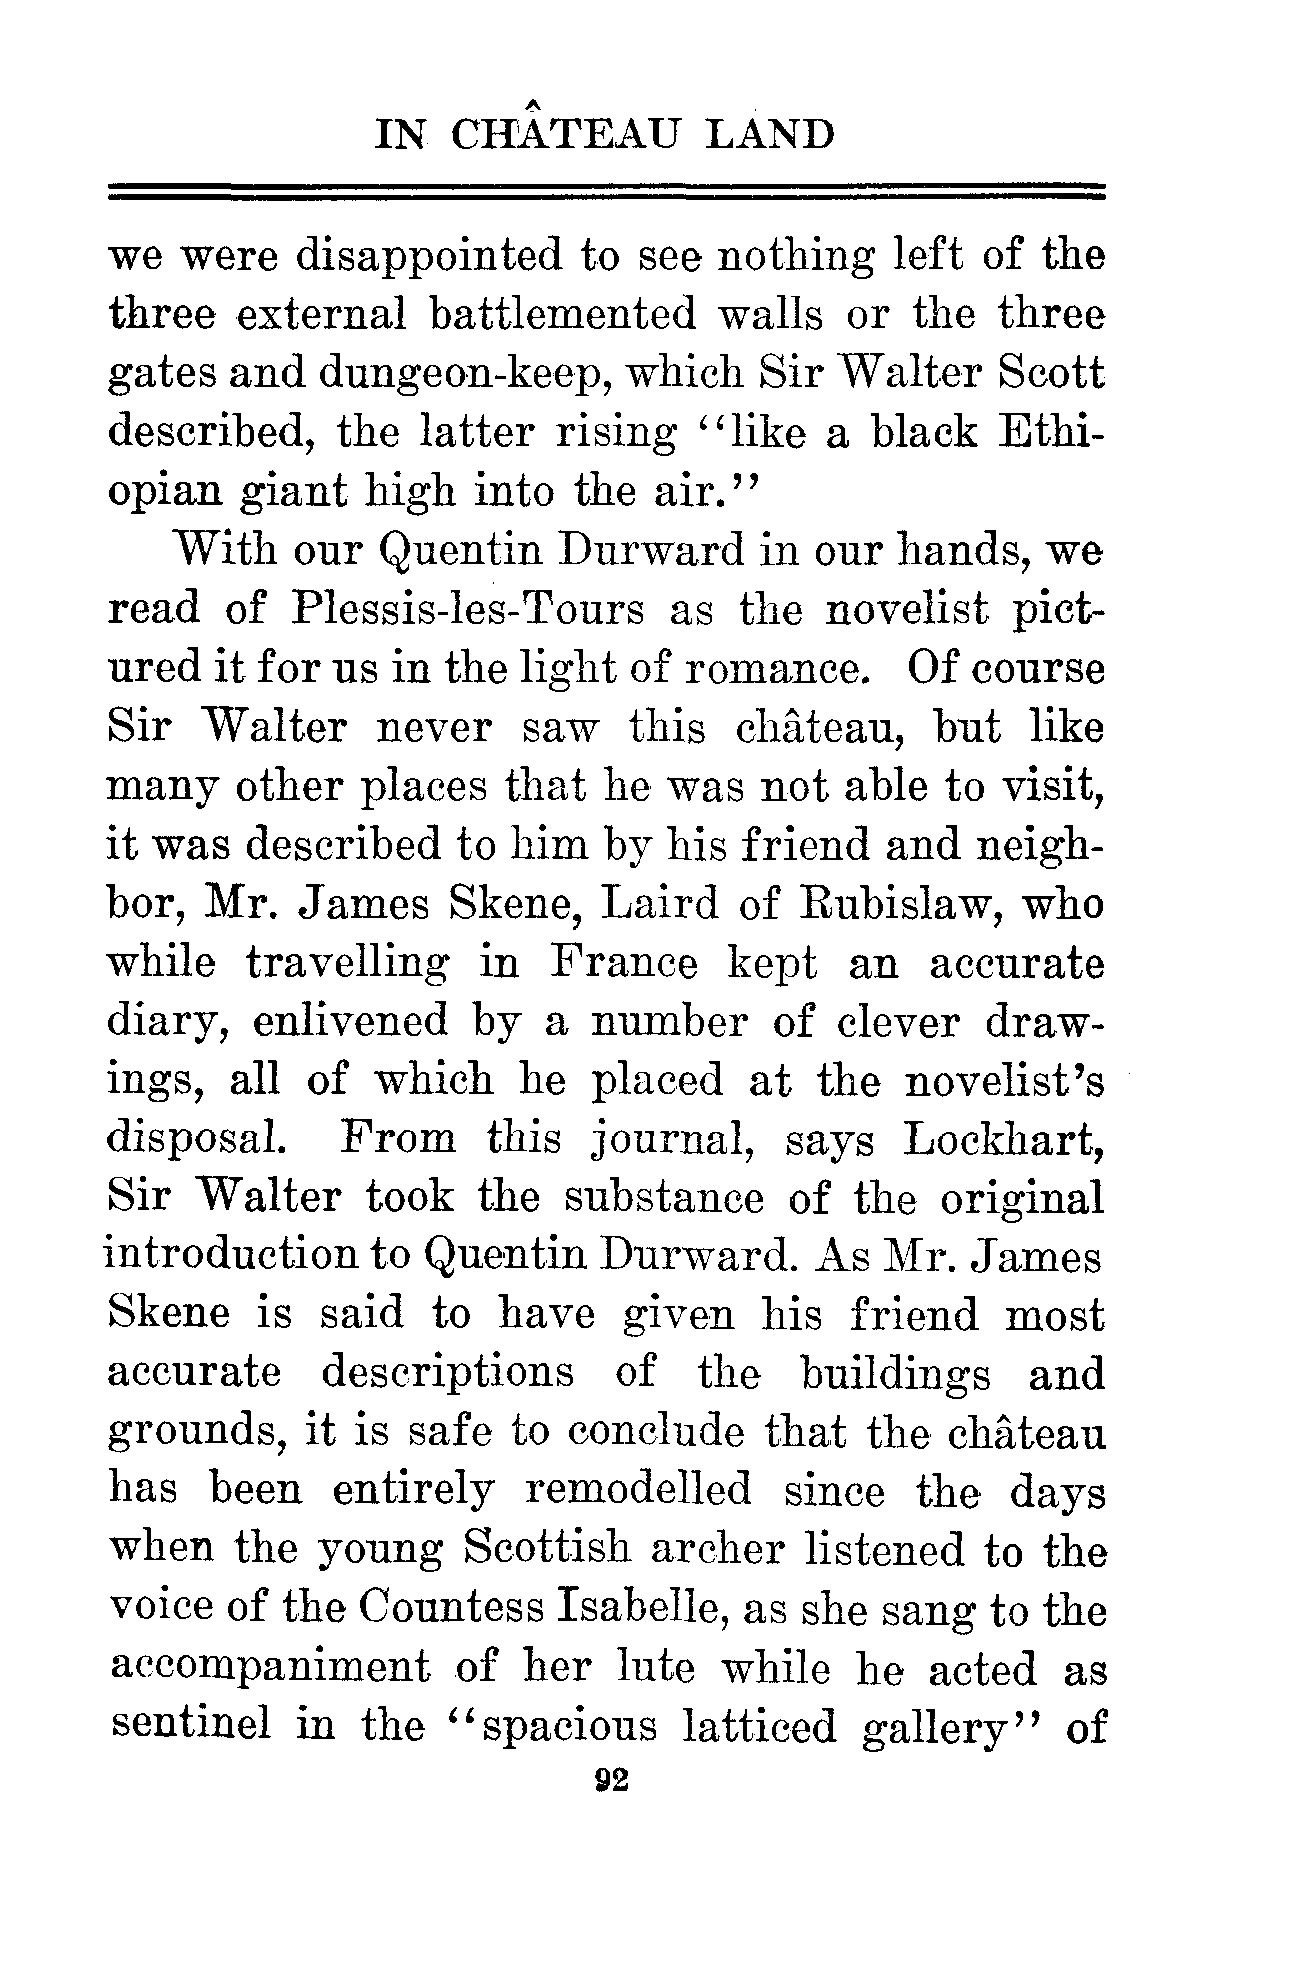 IN CHÂTEAU LAND
we were disappointed to see nothing left of the
three external battlemented walls or the three
gates and dungeon-keep, which Sir Walter Scott
described, the latter rising "like a black Ethi-
opian giant high into the air."
With our Quentin Durward in our hands, we
read of Plessis-les-Tours as the novelist pict-
ured it for us in the light of romance. Of course
Sir Walter never saw this château, but like
many other places that he was not able to visit,
it was described to him by his friend and neigh-
bor, Mr. James Skene, Laird of Rubislaw, who
while travelling in France kept an accurate
diary, enlivened by a number of clever draw-
ings, all of which he placed at the novelist's
disposal. From this journal, says Lockhart,
Sir Walter took the substance of the original
introduction to Quentin Durward. As Mr. James
Skene is said to have given his friend most
accurate descriptions of the buildings and
grounds, it is safe to conclude that the château
has been entirely remodelled since the days
when the young Scottish archer listened to the
voice of the Countess Isabelle, as she sang to the
accompaniment of her lute while he acted as
sentinel in the "spacious latticed gallery" of
92